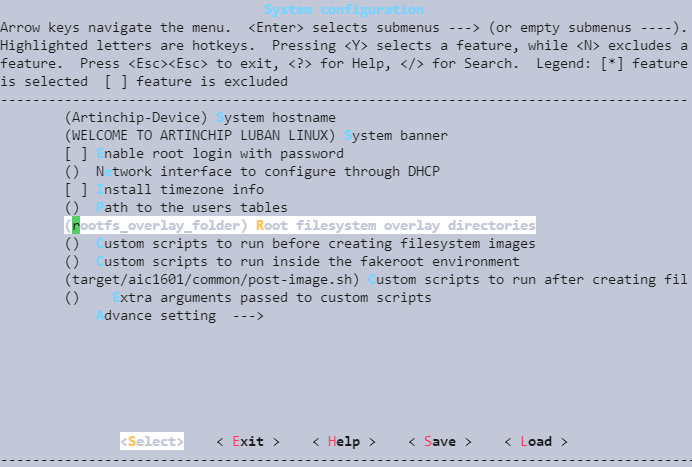 System configuration
Arrow keys navigate the menu.  <Enter> selects submenus ---> (or empty submenus ----).
Highlighted letters are hotkeys.  Pressing <Y> selects a feature, while <N> excludes a
feature.  Press <Esc><Esc> to exit, <?> for Help, </> for Search.  Legend: [*] feature
is selected  [ ] feature is excluded
(Artinchip-Device) System hostname
(WELCOME TO ARTINCHIP LUBAN LINUX) System banner
[ ] Enable root login with password
()  Network interface to configure through DHCP
[ ] Install timezone info
()  Path to the users tables
(rootfs_overlay_folder) Root filesystem overlay directories
()  Custom scripts to run before creating filesystem images
()  Custom scripts to run inside the fakeroot environment
(target/aic1601/common/post-image.sh) Custom scripts to run after creating fil
()    Extra arguments passed to custom scripts
Advance setting  --->
<Select>    < Exit >    < Help >    < Save >    < Load >